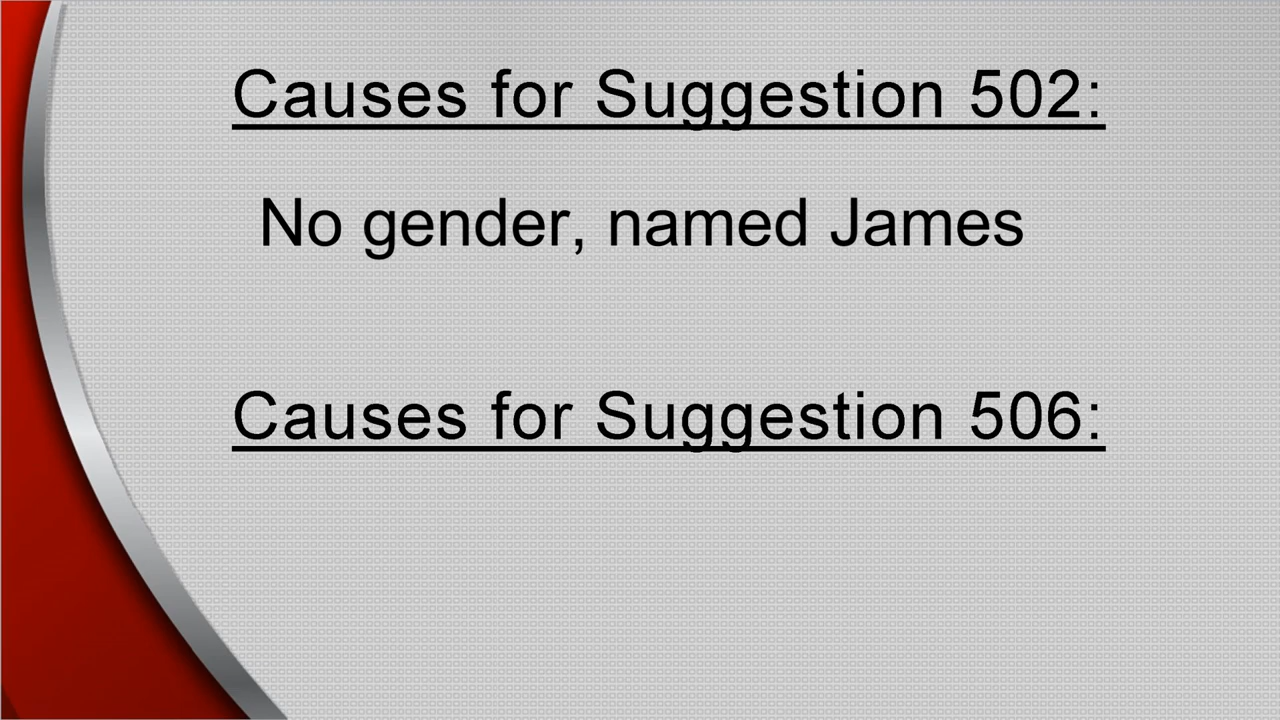 Causes for Suggestion 502:
No gender, named James
Causes for Suggestion 506: